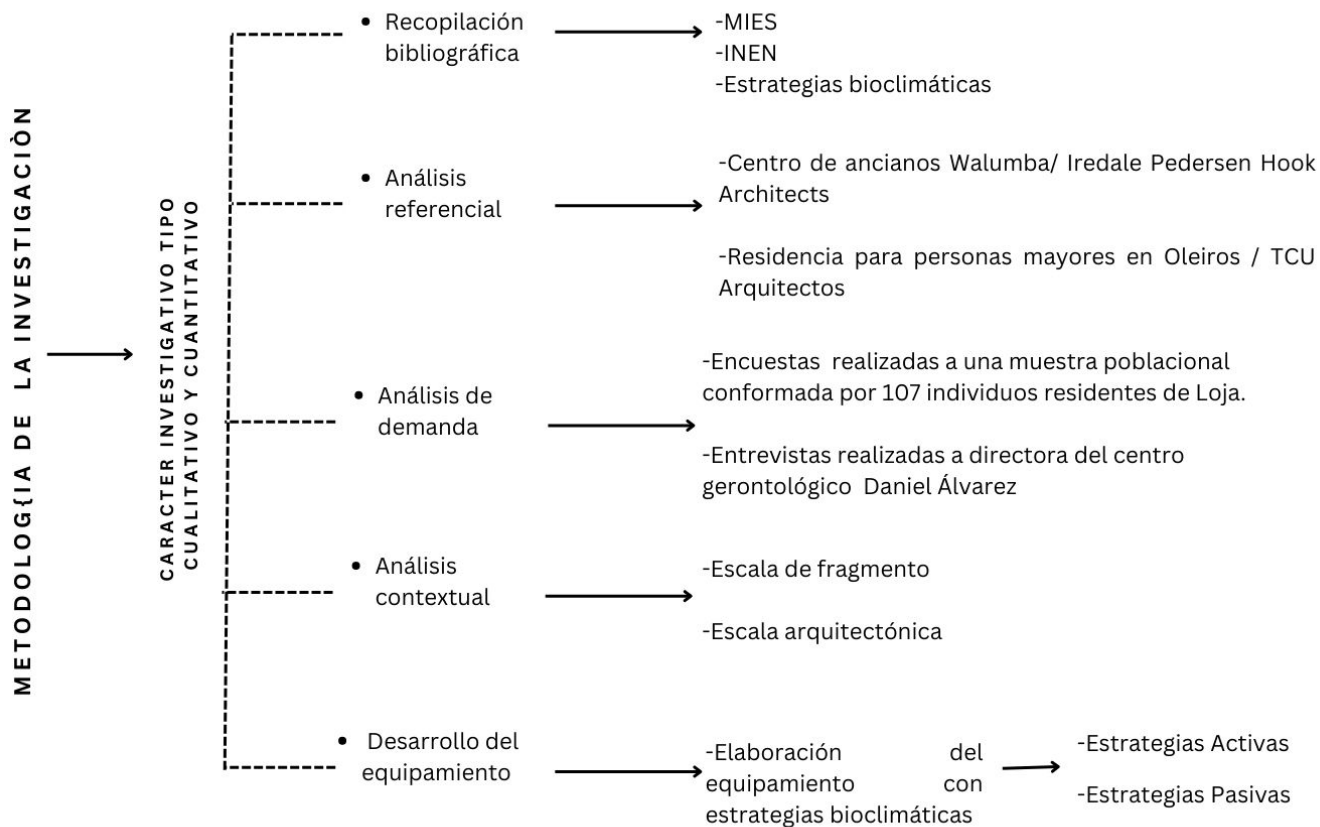 METODOLOG{IA DE LA INVESTIGACIÒN
CARACTER INVESTIGATIVO TIPO
CUALITATIVO Y CUANTITATIVO
• Recopilación
bibliográfica
-MIES
-INEN
-Estrategias bioclimáticas
• Análisis
referencial
-Centro de ancianos Walumba/ Iredale Pedersen Hook
Architects
-Residencia para personas mayores en Oleiros / TCU
Arquitectos
• Análisis de
demanda
-Encuestas realizadas a una muestra poblacional
conformada por 107 individuos residentes de Loja.
-Entrevistas realizadas a directora del centro
gerontológico Daniel Álvarez
• Análisis
contextual
-Escala de fragmento
-Escala arquitectónica
• Desarrollo del
equipamiento
-Elaboración del
equipamiento con
estrategias bioclimáticas
-Estrategias Activas
-Estrategias Pasivas